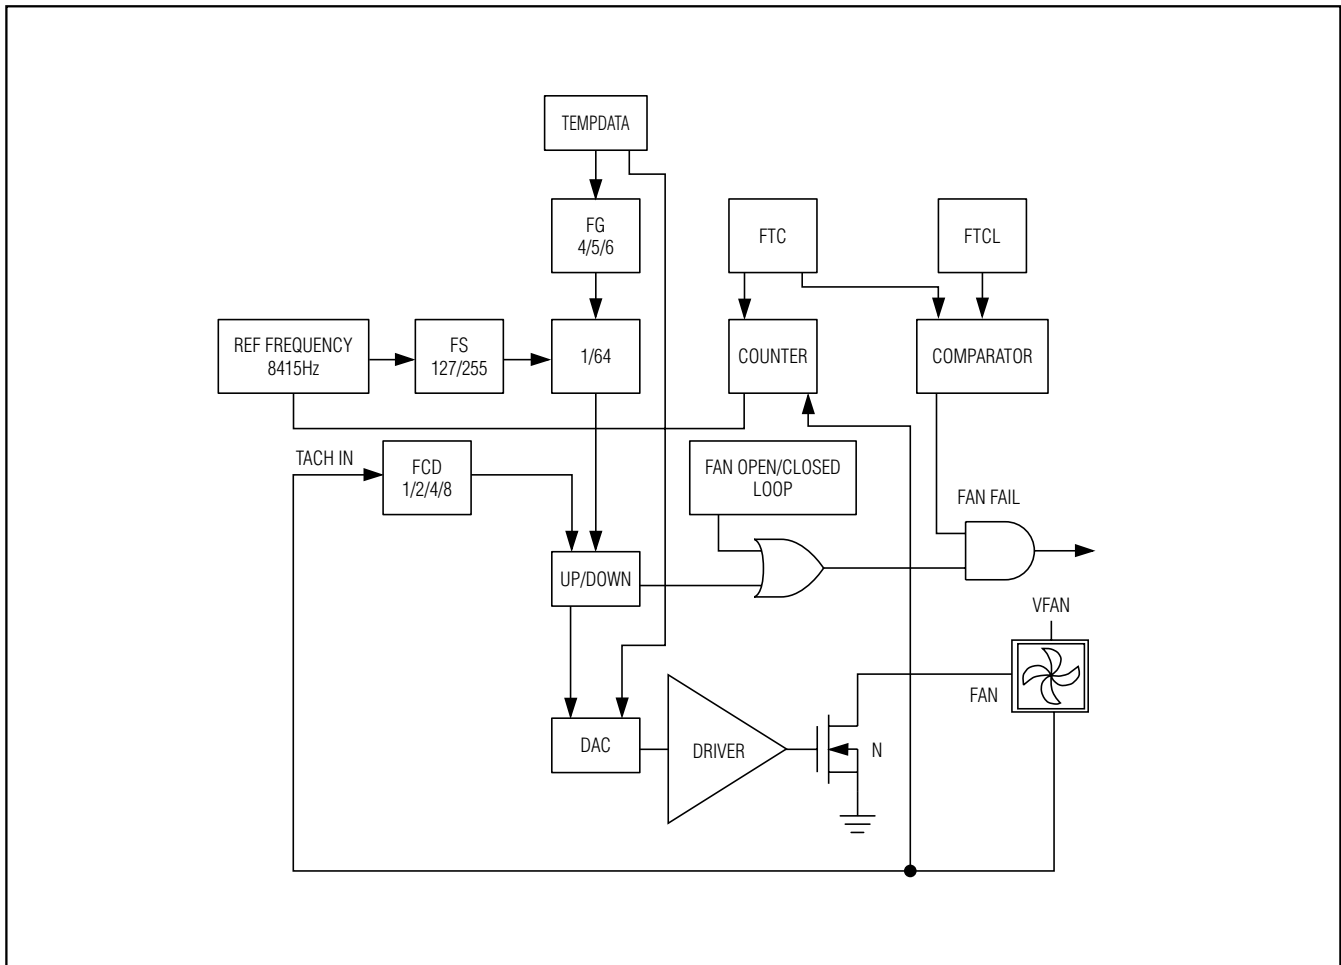 TEMPDATA
FG
4/5/6
FTC
FTCL
REF FREQUENCY
8415Hz
FS
127/255
1/64
COUNTER
COMPARATOR
TACH IN
FCD
1/2/4/8
FAN OPEN/CLOSED
LOOP
FAN FAIL
UP/DOWN
VFAN
FAN
DAC
DRIVER
N